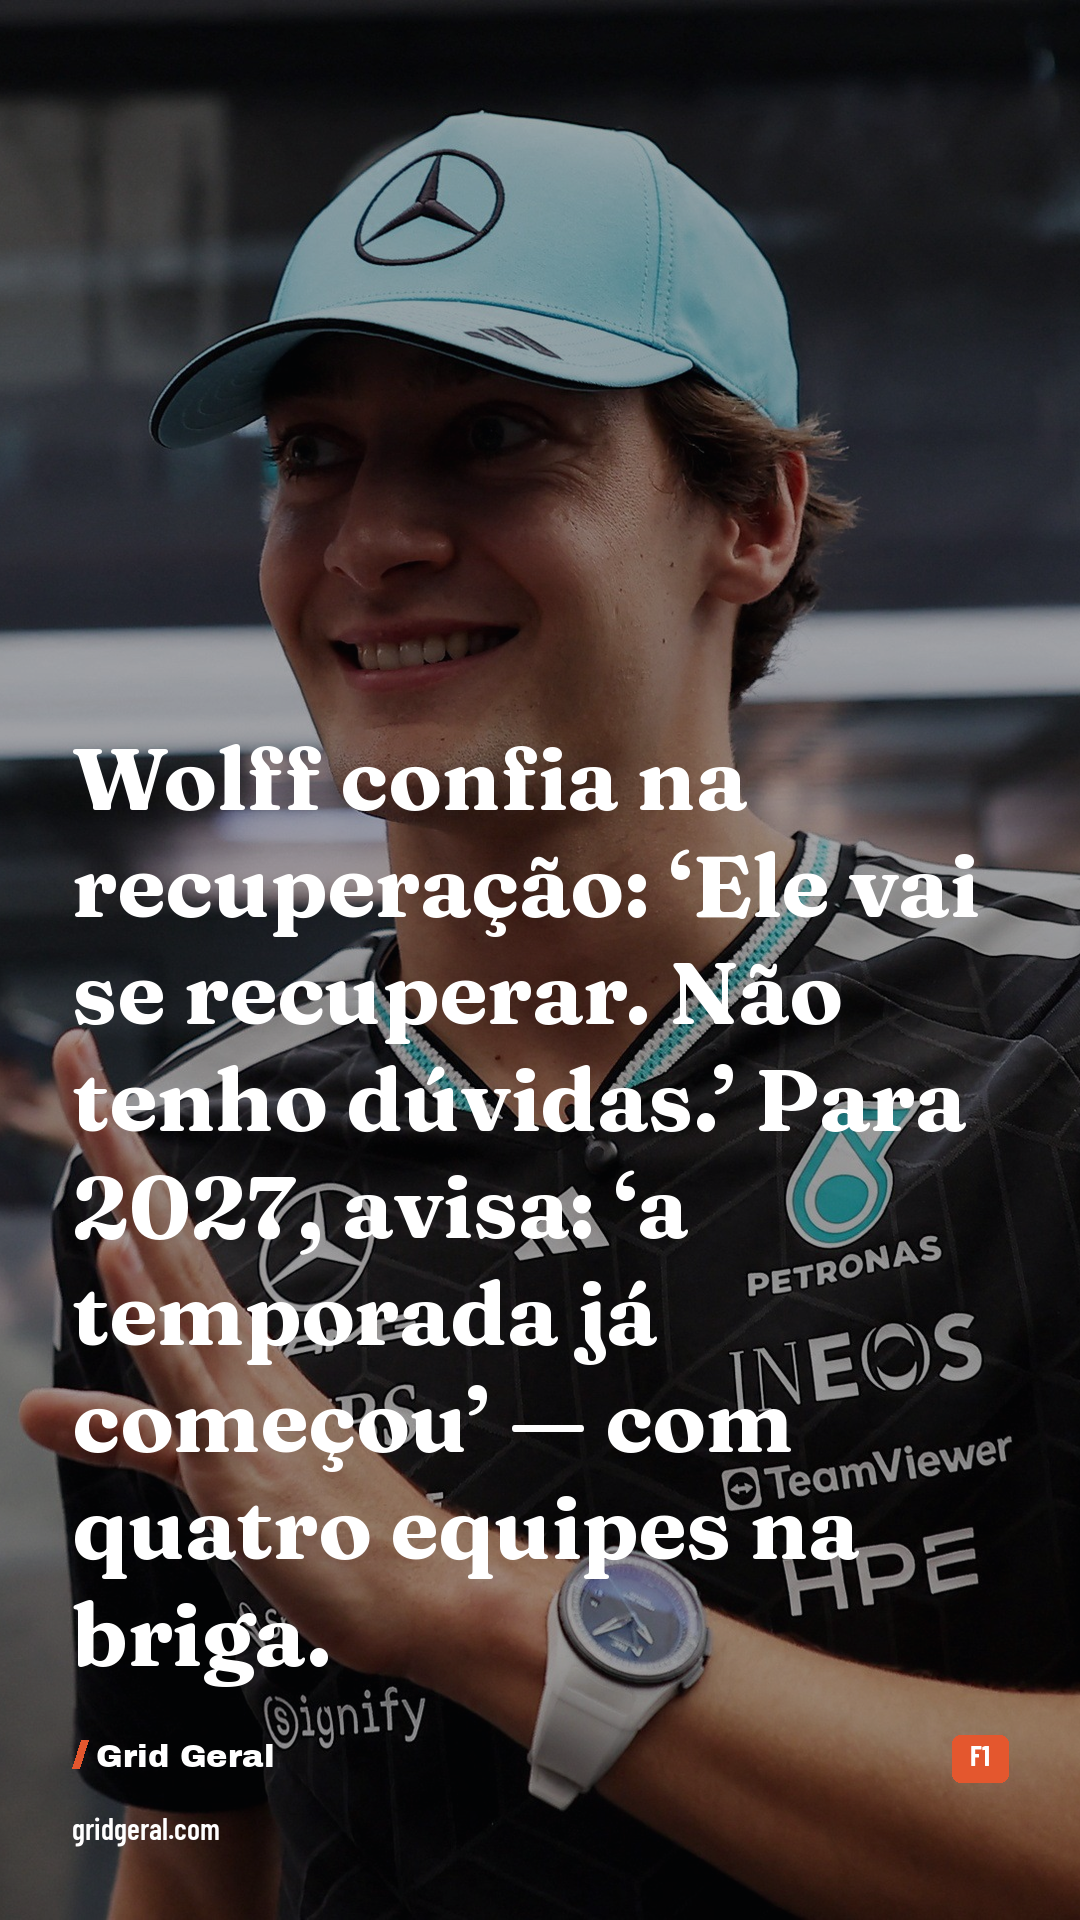 Wolff confia na
recuperação: ‘Ele vai
se recuperar. Não
tenho dúvidas.’ Para
2027, avisa: ‘a
temporada já
começou’ — com
quatro equipes na
briga.
PETRONAS
INEOS
TeamViewer
HPE
signify
/ Grid Geral
F1
gridgeral.com